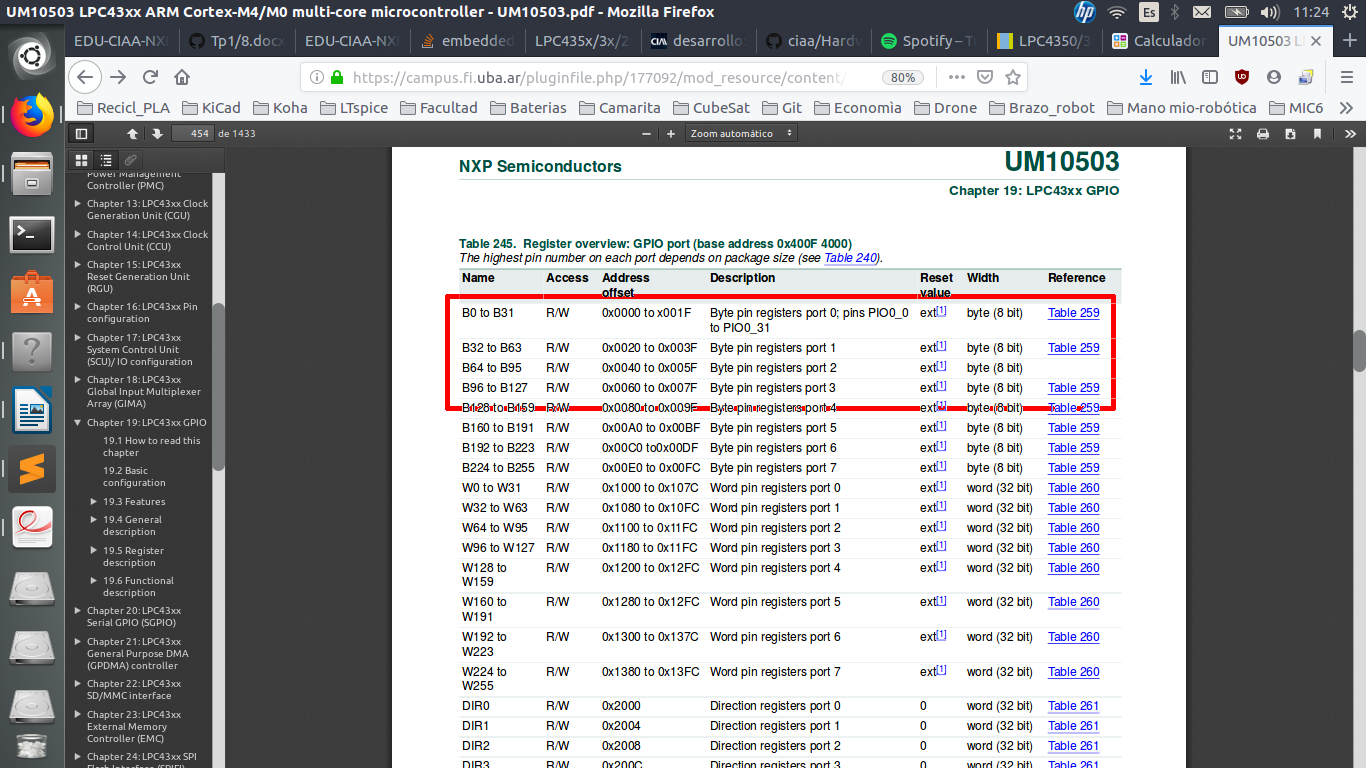 UM10503 LPC43xx ARM Cortex-M4/M0 multi-core microcontroller - UM10503.pdf - Mozilla Firefox
Es
11:24
EDU-CIAA-NX
Tp1/8.doc
EDU-CIAA-NX
embedded
LPC435x/3x/2
desarrollo
ciaa/Hardw
Spotify – T
LPC4350/3
Calculador
UM10503 L
https://campus.fi.uba.ar/pluginfile.php/177092/mod_resource/content/
80%
Recicl_PLA
KiCad
Koha
LTspice
Facultad
Baterias
Camarita
CubeSat
Git
Economìa
Drone
Brazo_robot
Mano mio-robótica
MIC6
454 de 1433
Zoom automático
Power Management
Controller (PMC)
Chapter 13: LPC43xx Clock
Generation Unit (CGU)
Chapter 14: LPC43xx Clock
Control Unit (CCU)
Chapter 15: LPC43xx
Reset Generation Unit
(RGU)
Chapter 16: LPC43xx Pin
configuration
Chapter 17: LPC43xx
System Control Unit
(SCU)/ IO configuration
Chapter 18: LPC43xx
Global Input Multiplexer
Array (GIMA)
Chapter 19: LPC43xx GPIO
19.1 How to read this
chapter
19.2 Basic
configuration
19.3 Features
19.4 General
description
19.5 Register
description
19.6 Functional
description
Chapter 20: LPC43xx
Serial GPIO (SGPIO)
Chapter 21: LPC43xx
General Purpose DMA
(GPDMA) controller
Chapter 22: LPC43xx
SD/MMC interface
Chapter 23: LPC43xx
External Memory
Controller (EMC)
Chapter 24: LPC43xx SPI
Flash Interface (SPIFI)
NXP Semiconductors
UM10503
Chapter 19: LPC43xx GPIO
Table 245. Register overview: GPIO port (base address 0x400F 4000)
The highest pin number on each port depends on package size (see Table 240).
Name Access Address Description Reset Width Reference
offset value
B0 to B31 R/W 0x0000 to x001F Byte pin registers port 0; pins PIO0_0 ext[1] byte (8 bit) Table 259
to PIO0_31
B32 to B63 R/W 0x0020 to 0x003F Byte pin registers port 1 ext[1] byte (8 bit) Table 259
B64 to B95 R/W 0x0040 to 0x005F Byte pin registers port 2 ext[1] byte (8 bit)
B96 to B127 R/W 0x0060 to 0x007F Byte pin registers port 3 ext[1] byte (8 bit) Table 259
B128 to B159 R/W 0x0080 to 0x009F Byte pin registers port 4 ext[1] byte (8 bit) Table 259
B160 to B191 R/W 0x00A0 to 0x00BF Byte pin registers port 5 ext[1] byte (8 bit) Table 259
B192 to B223 R/W 0x00C0 to0x00DF Byte pin registers port 6 ext[1] byte (8 bit) Table 259
B224 to B255 R/W 0x00E0 to 0x00FC Byte pin registers port 7 ext[1] byte (8 bit) Table 259
W0 to W31 R/W 0x1000 to 0x107C Word pin registers port 0 ext[1] word (32 bit) Table 260
W32 to W63 R/W 0x1080 to 0x10FC Word pin registers port 1 ext[1] word (32 bit) Table 260
W64 to W95 R/W 0x1100 to 0x11FC Word pin registers port 2 ext[1] word (32 bit) Table 260
W96 to W127 R/W 0x1180 to 0x11FC Word pin registers port 3 ext[1] word (32 bit) Table 260
W128 to R/W 0x1200 to 0x12FC Word pin registers port 4 ext[1] word (32 bit) Table 260
W159
W160 to R/W 0x1280 to 0x12FC Word pin registers port 5 ext[1] word (32 bit) Table 260
W191
W192 to R/W 0x1300 to 0x137C Word pin registers port 6 ext[1] word (32 bit) Table 260
W223
W224 to R/W 0x1380 to 0x13FC Word pin registers port 7 ext[1] word (32 bit) Table 260
W255
DIR0 R/W 0x2000 Direction registers port 0 0 word (32 bit) Table 261
DIR1 R/W 0x2004 Direction registers port 1 0 word (32 bit) Table 261
DIR2 R/W 0x2008 Direction registers port 2 0 word (32 bit) Table 261
DIR3 R/W 0x200C Direction registers port 3 0 word (32 bit) Table 261